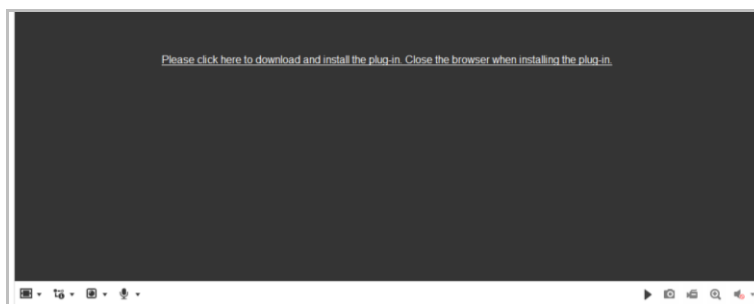 Please click here to download and install the plug-in. Close the browser when installing the plug-in.